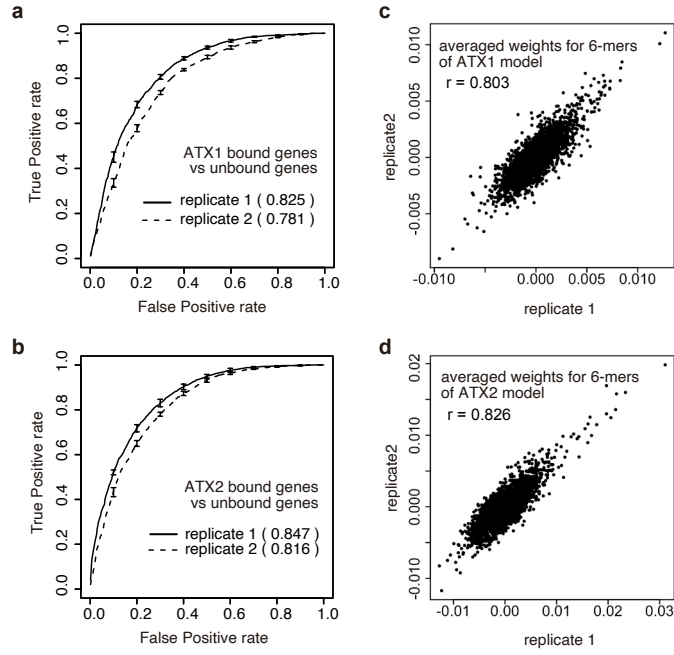 a
1.0
0.8
0.6
0.4
0.2
0.0
True Positive rate
ATX1 bound genes
vs unbound genes
replicate 1 ( 0.825 )
replicate 2 ( 0.781 )
0.0 0.2 0.4 0.6 0.8 1.0
False Positive rate
c
0.010
0.005
0.000
-0.005
replicate2
averaged weights for 6-mers
of ATX1 model
r = 0.803
-0.010 0.000 0.005 0.010
replicate 1
b
1.0
0.8
0.6
0.4
0.2
0.0
True Positive rate
ATX2 bound genes
vs unbound genes
replicate 1 ( 0.847 )
replicate 2 ( 0.816 )
0.0 0.2 0.4 0.6 0.8 1.0
False Positive rate
d
0.02
0.010
0.000
-0.010
replicate2
averaged weights for 6-mers
of ATX2 model
r = 0.826
-0.01 0.00 0.01 0.02 0.03
replicate 1